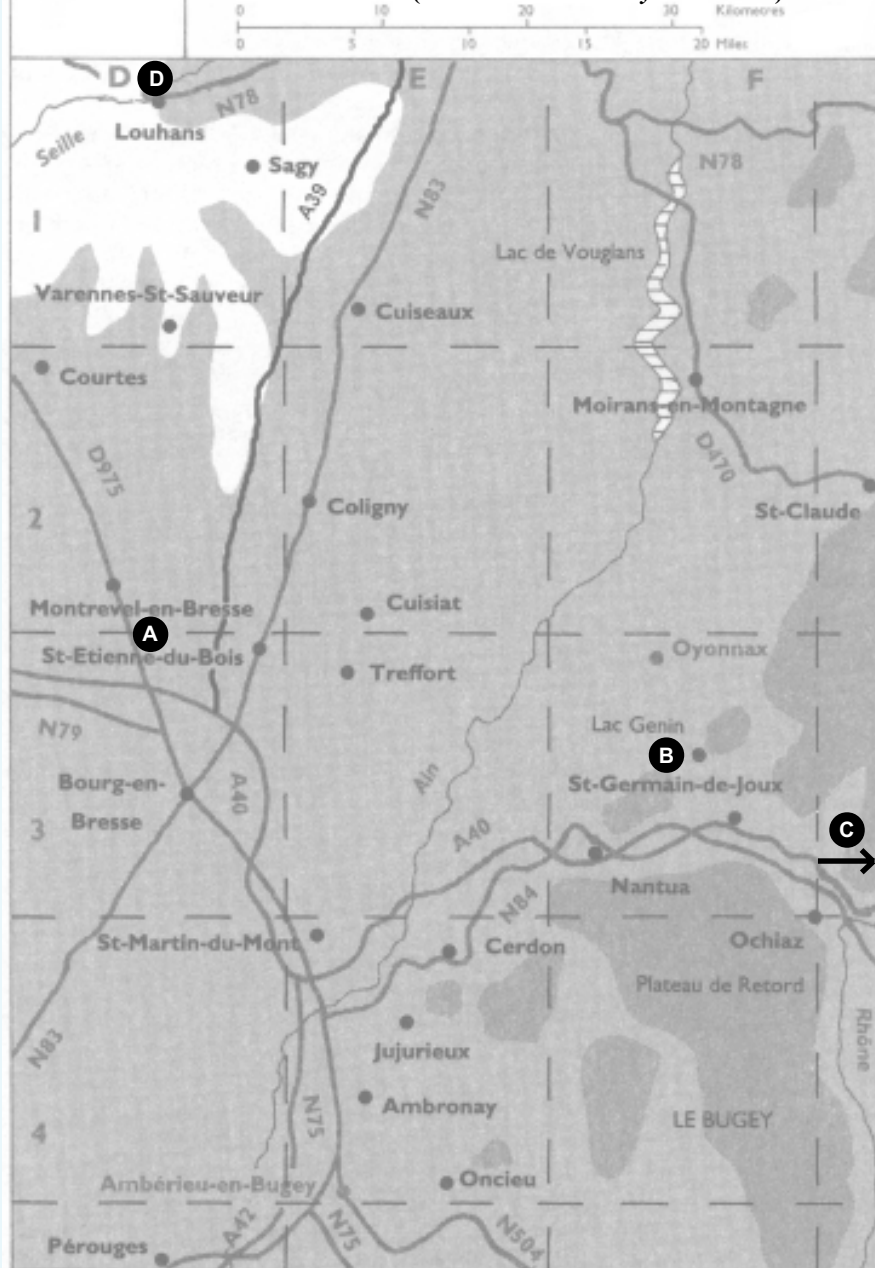 0 10 20 30 Kilometres
0 5 10 15 20 Miles
D D E F
N78
Louhans
Seille
Sagy
A39
N83
N78
1
Lac de Vouglans
Varennes-St-Sauveur
Cuiseaux
Courtes
Moirans-en-Montagne
D975
D470
2
Coligny
St-Claude
Cuisiat
Montrevel-en-Bresse
A
St-Etienne-du-Bois
Oyonnax
Treffort
N79
Lac Genin
B
Ain
Bourg-en-
Bresse
A40
St-Germain-de-Joux
3
A40
C
Nantua
N84
St-Martin-du-Mont
Cerdon
Ochiaz
Plateau de Retord
N83
Rhône
Jujurieux
N75
Ambronay
LE BUGEY
4
Ambérieu-en-Bugey
Oncieu
A42
N75
N504
Pérouges